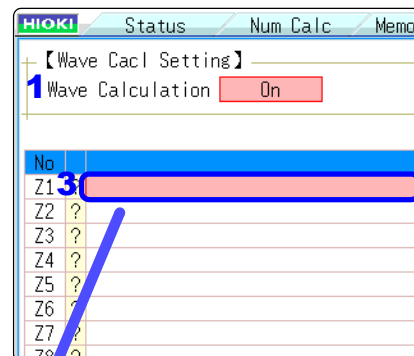 HIOKI Status Num Calc Memo
【Wave Cacl Setting】
1 Wave Calculation On
No
Z1 3 ?
Z2 ?
Z3 ?
Z4 ?
Z5 ?
Z6 ?
Z7 ?
Z8 ?